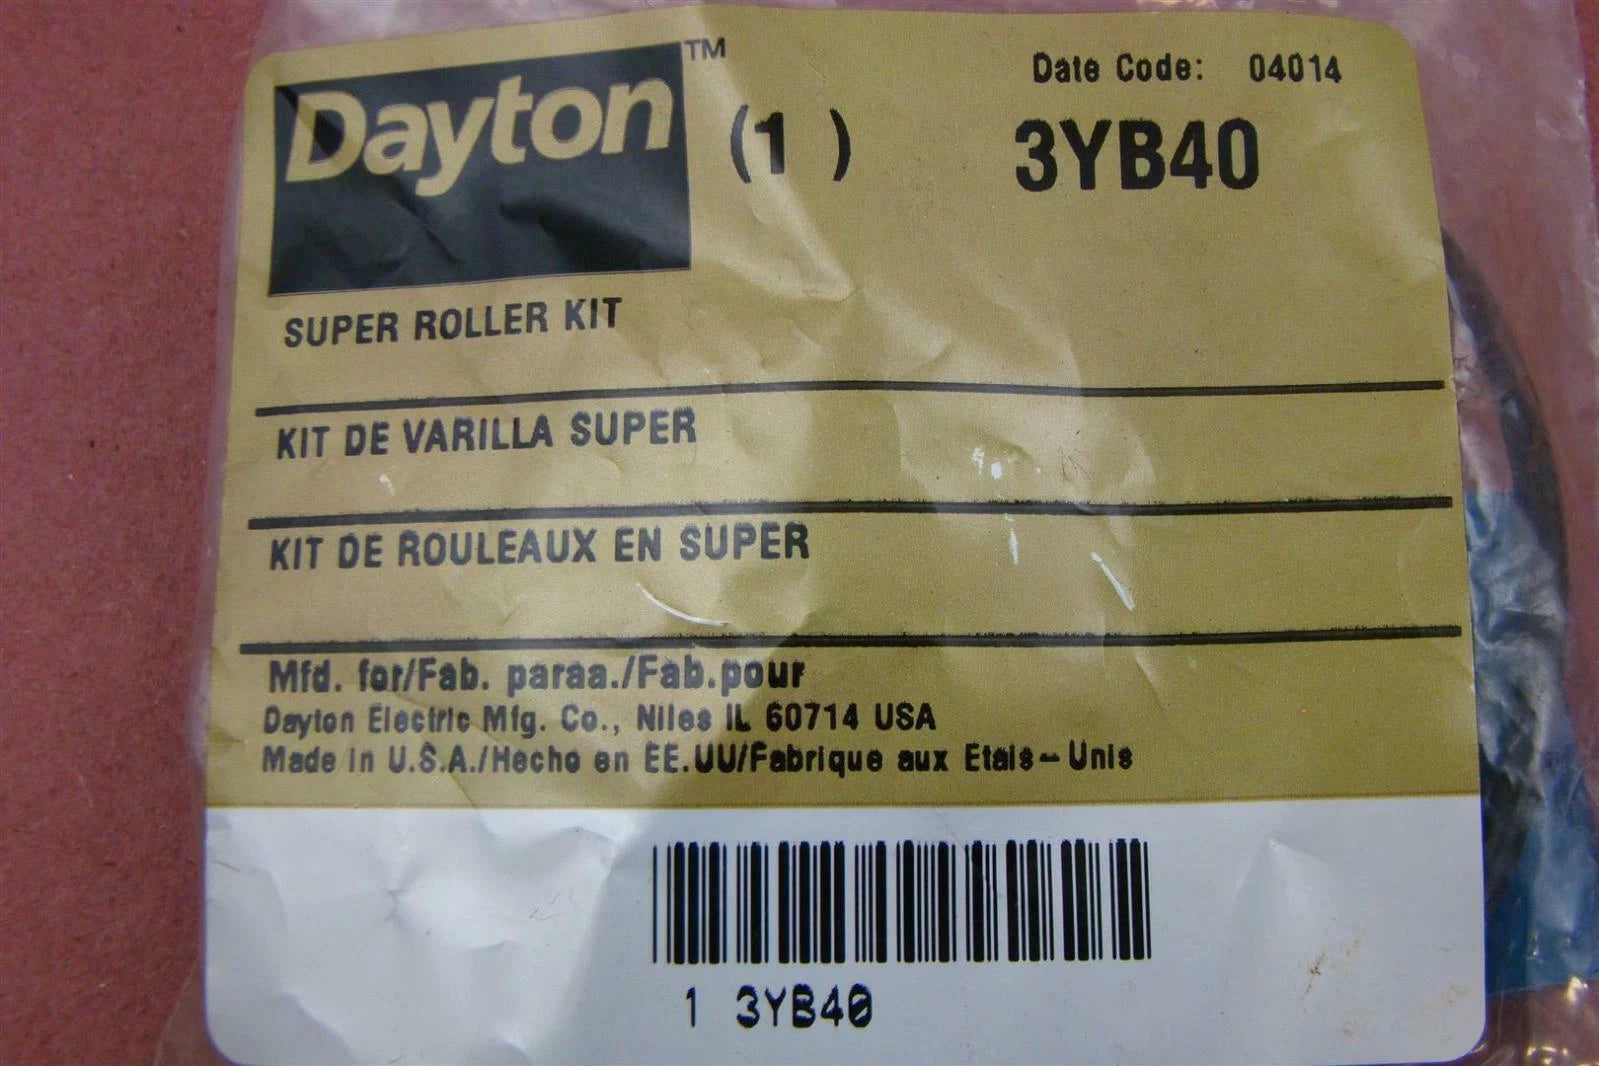 Dayton™
(1 )
Date Code: 04014
3YB40
SUPER ROLLER KIT
KIT DE VARILLA SUPER
KIT DE ROULEAUX EN SUPER
Mfd. for/Fab. paraa./Fab.pour
Dayton Electric Mfg. Co., Niles IL 60714 USA
Made in U.S.A./Hecho en EE.UU/Fabrique aux Etais-Unis
1 3YB40